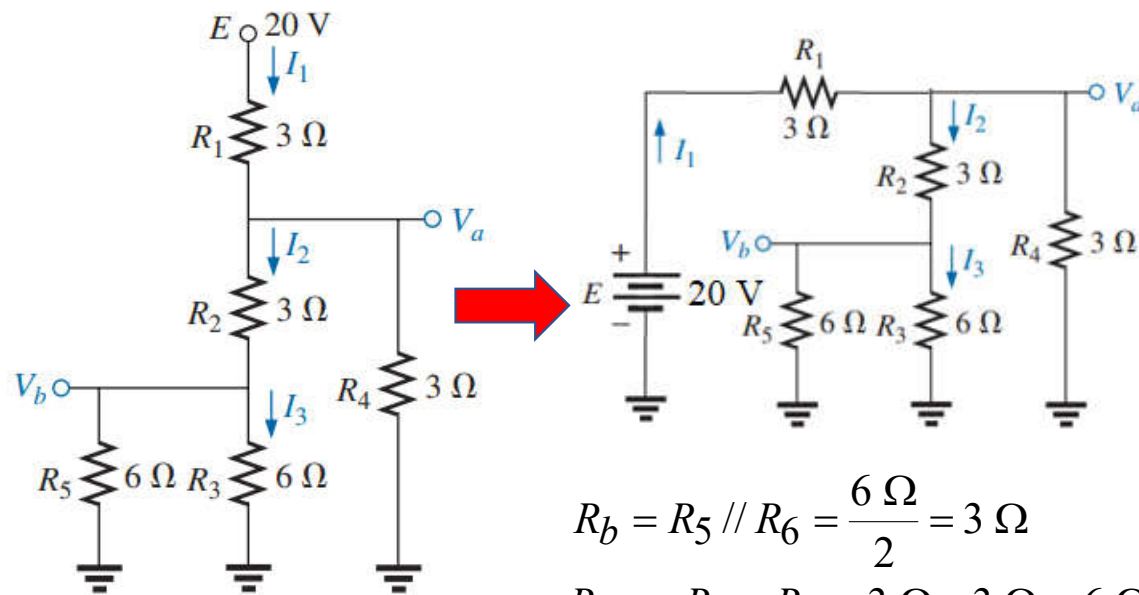 E 20 V
I1
R1 3 Ω
Va
I2
R2 3 Ω
Vb
R4 3 Ω
I3
R5 6 Ω R3 6 Ω
R1
3 Ω
Va
I1
I2
R2 3 Ω
Vb
R4 3 Ω
+
E 20 V
−
I3
R5 6 Ω R3 6 Ω
Rb = R5 // R6 = 6 Ω / 2 = 3 Ω